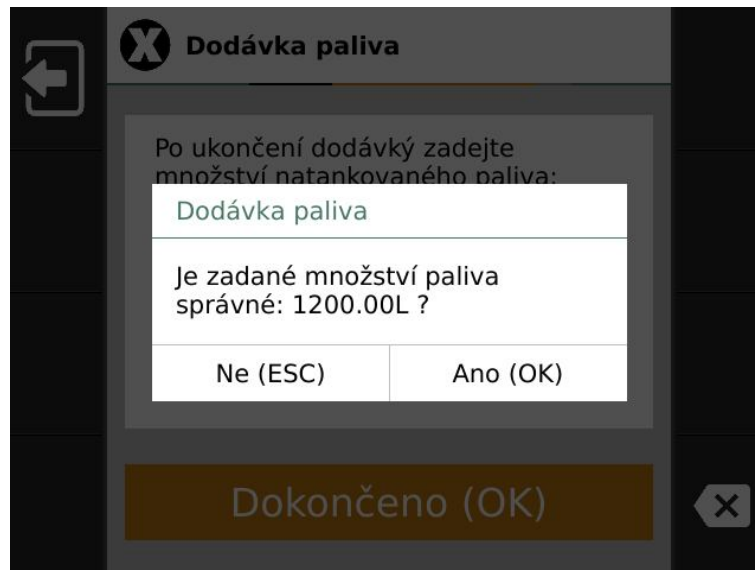 Dodávka paliva
Po ukončení dodávký zadejte
množství natankovaného paliva:
Dodávka paliva
Je zadané množství paliva
správné: 1200.00L ?
Ne (ESC)
Ano (OK)
Dokončeno (OK)